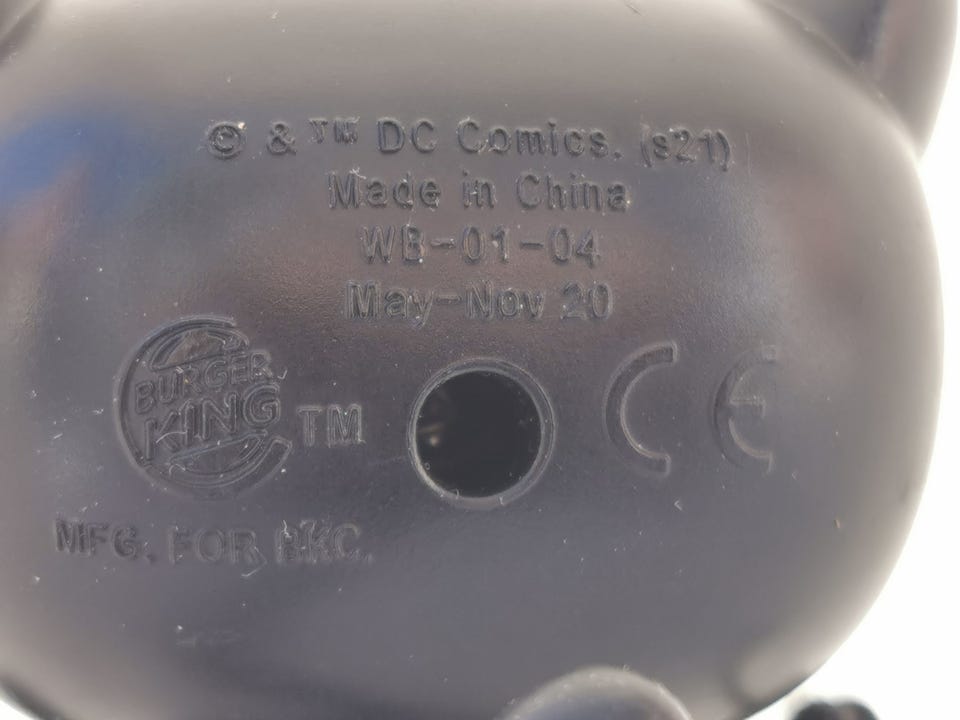 © & ™ DC Comics. (s21)
Made in China
WB-01-04
May-Nov 20
BURGER
KING
TM
CE
MFG. FOR BKC.